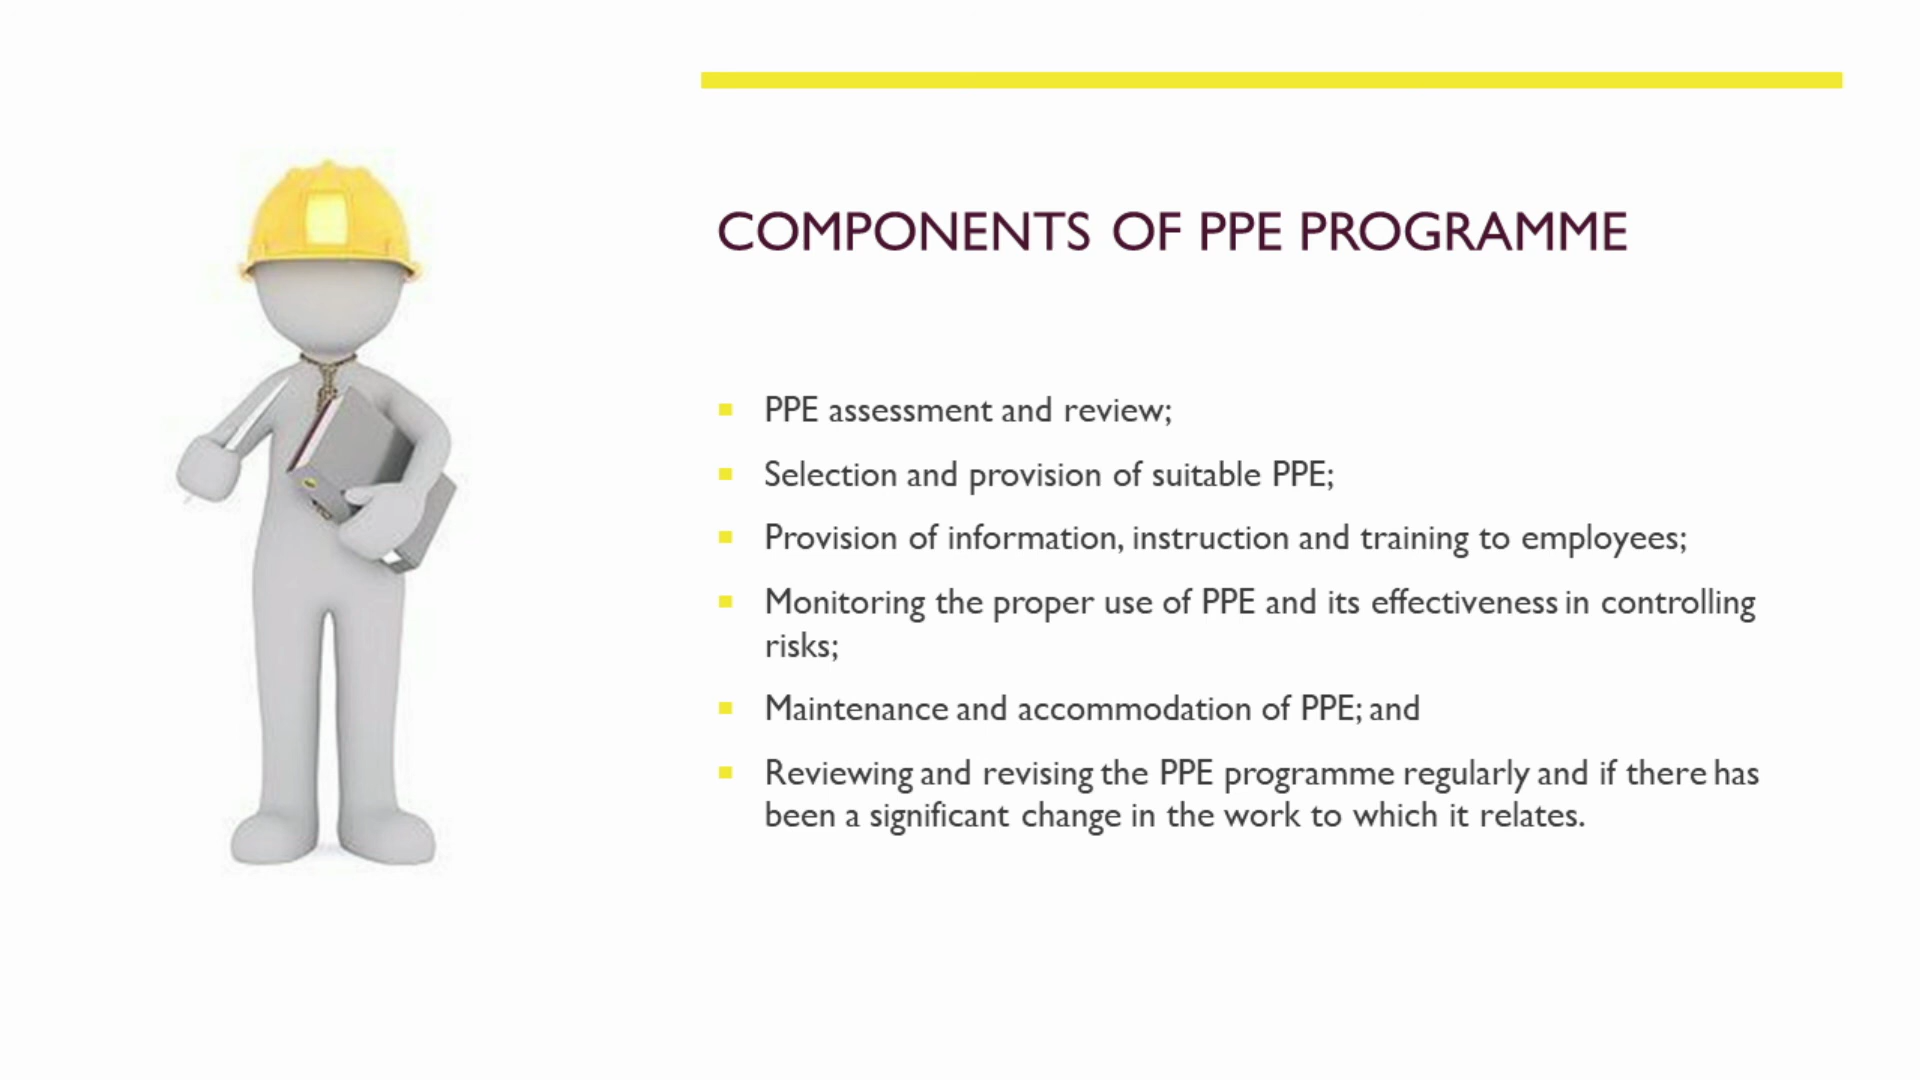 COMPONENTS OF PPE PROGRAMME
PPE assessment and review;
Selection and provision of suitable PPE;
Provision of information, instruction and training to employees;
Monitoring the proper use of PPE and its effectiveness in controlling
risks;
Maintenance and accommodation of PPE; and
Reviewing and revising the PPE programme regularly and if there has
been a significant change in the work to which it relates.